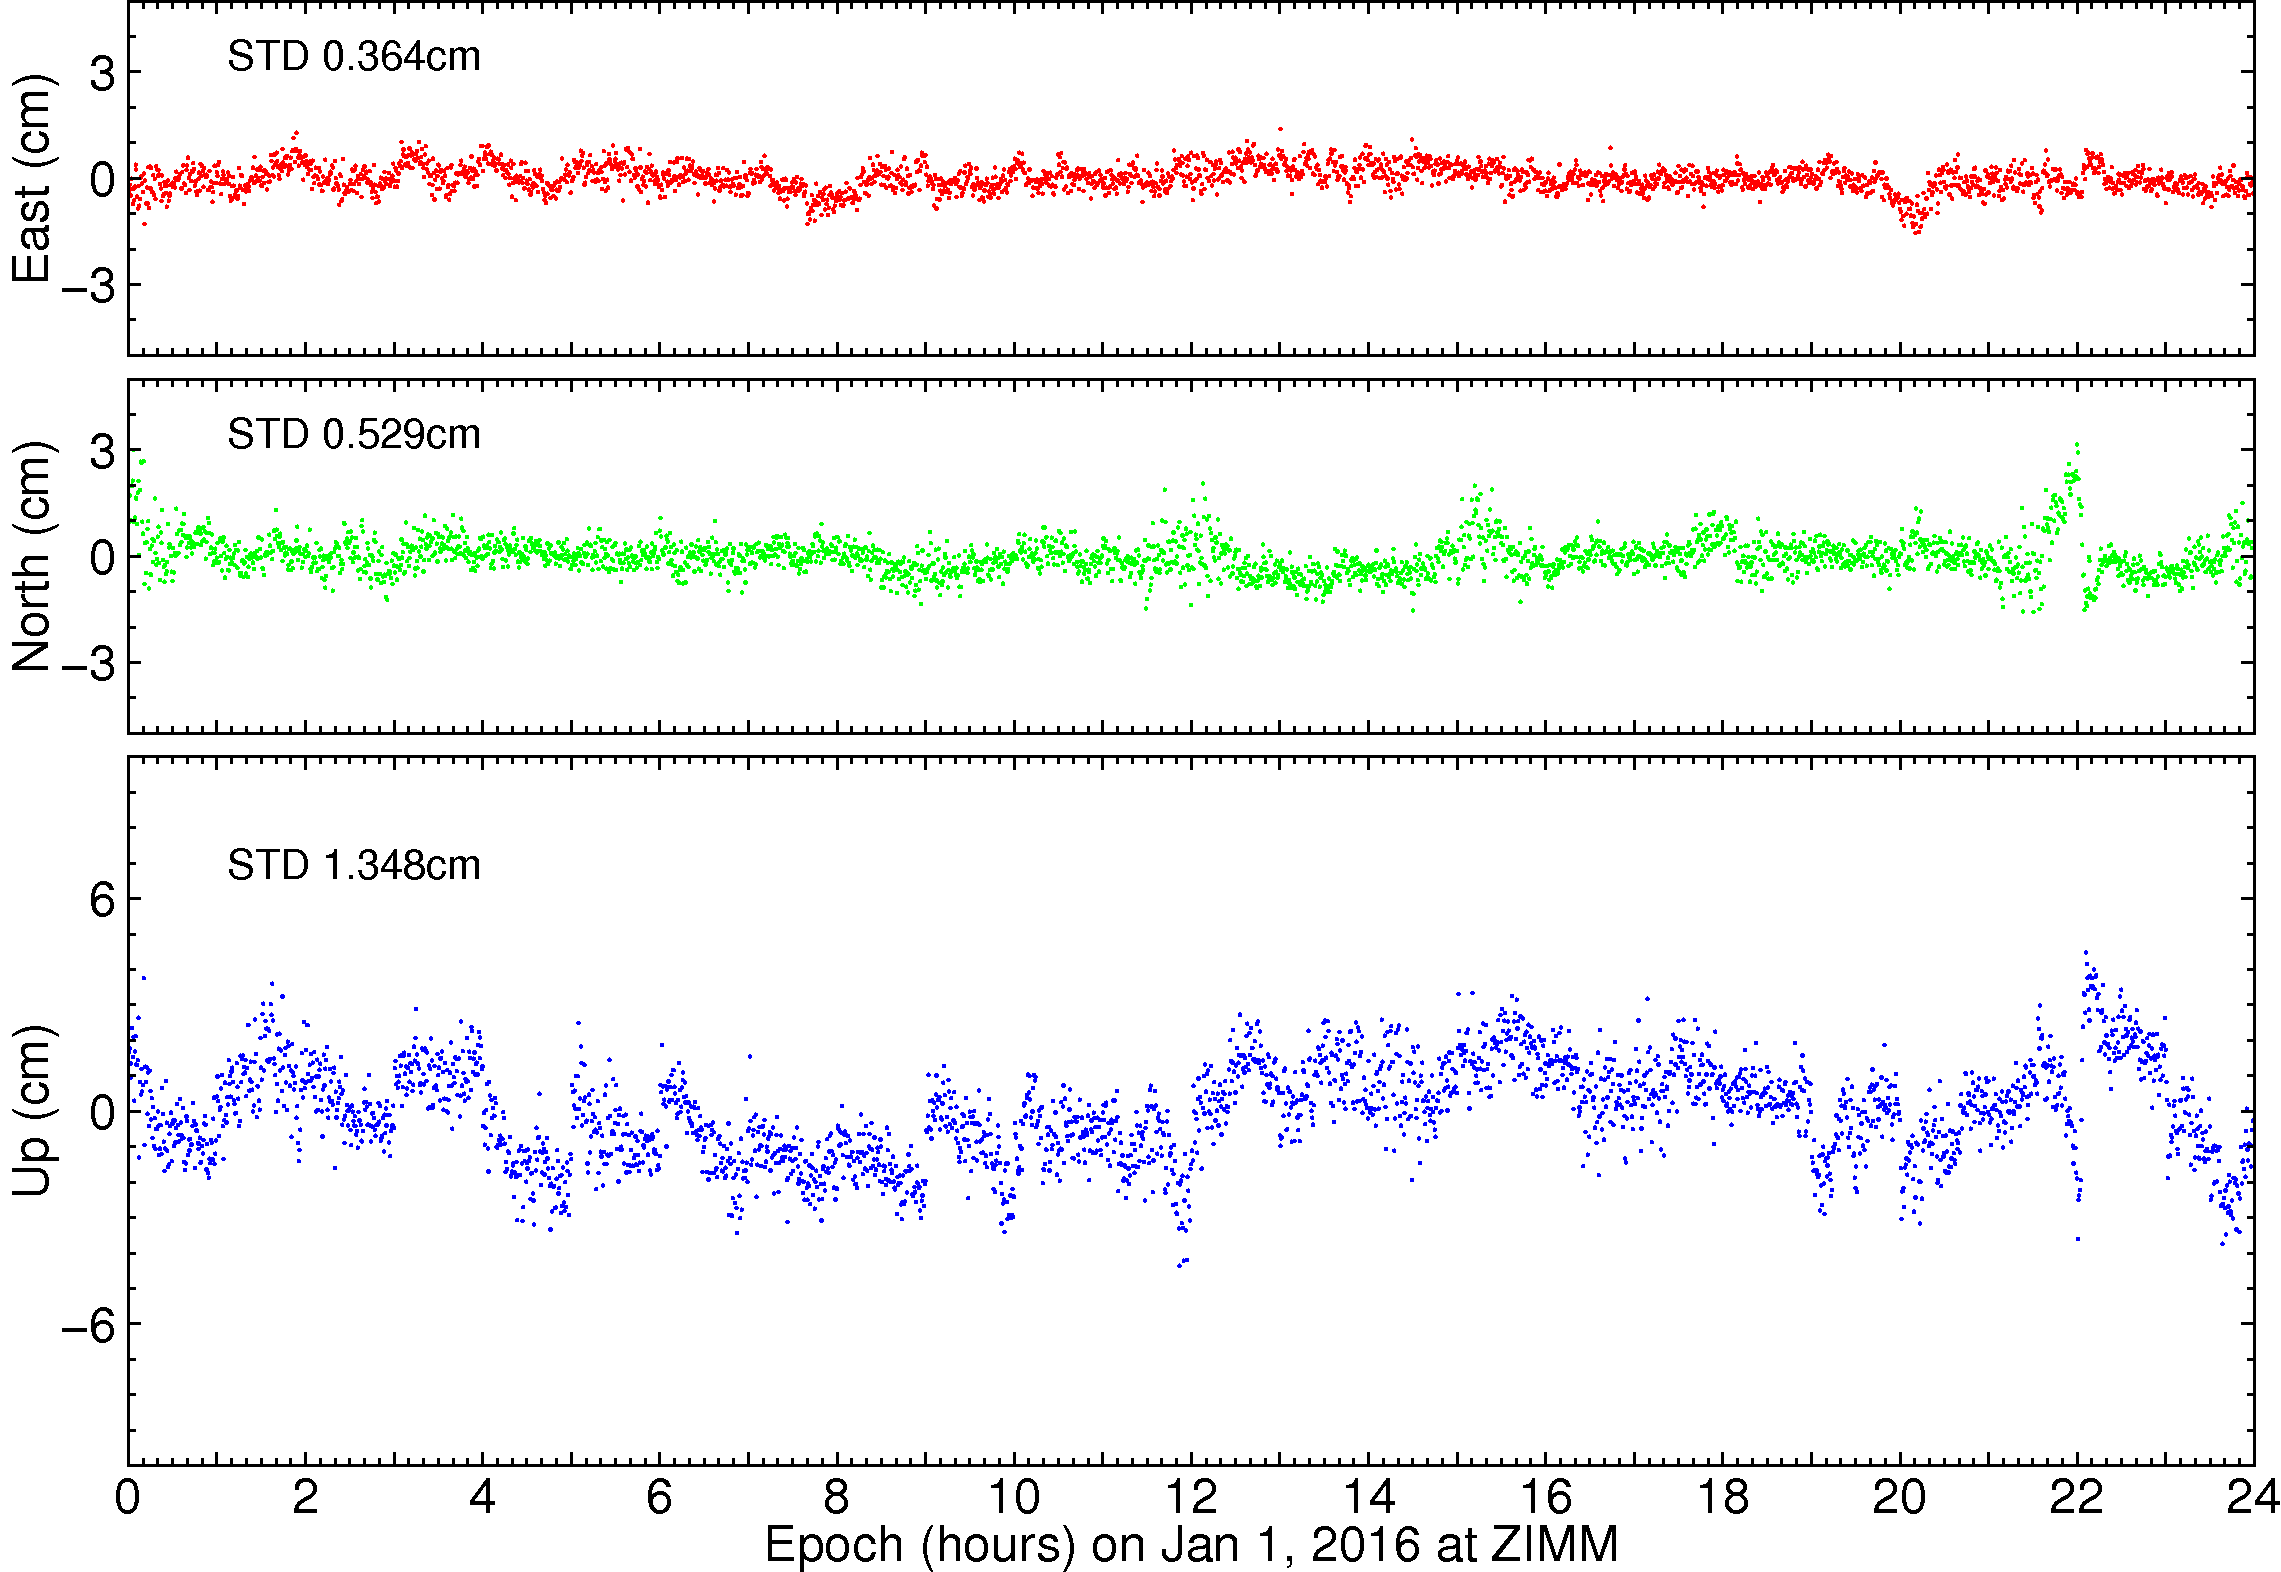 East (cm)
3
0
−3
STD 0.364cm
North (cm)
3
0
−3
STD 0.529cm
Up (cm)
6
0
−6
STD 1.348cm
0 2 4 6 8 10 12 14 16 18 20 22 24
Epoch (hours) on Jan 1, 2016 at ZIMM